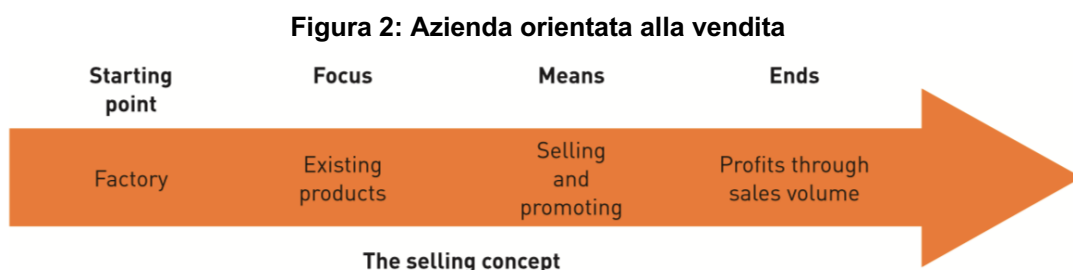 Figura 2: Azienda orientata alla vendita
Starting
point
Focus
Means
Ends
Factory
Existing
products
Selling
and
promoting
Profits through
sales volume
The selling concept